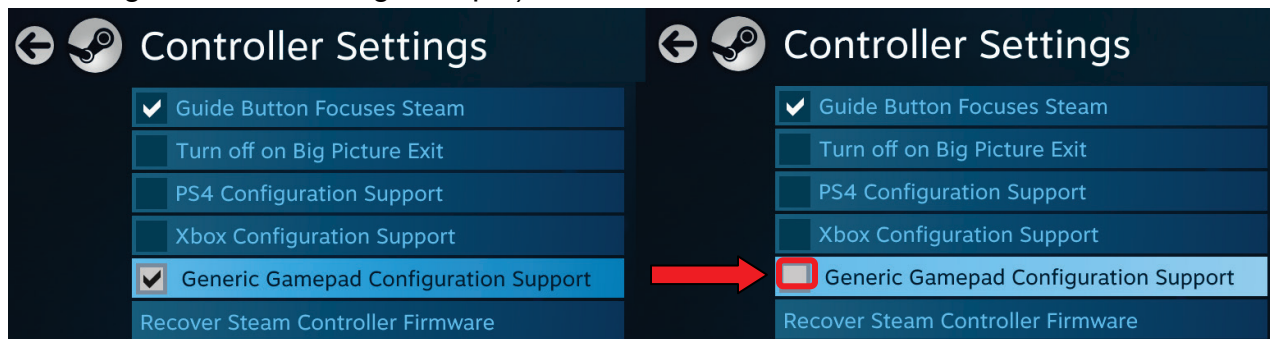 Controller Settings
Guide Button Focuses Steam
Turn off on Big Picture Exit
PS4 Configuration Support
Xbox Configuration Support
Generic Gamepad Configuration Support
Recover Steam Controller Firmware
Controller Settings
Guide Button Focuses Steam
Turn off on Big Picture Exit
PS4 Configuration Support
Xbox Configuration Support
Generic Gamepad Configuration Support
Recover Steam Controller Firmware